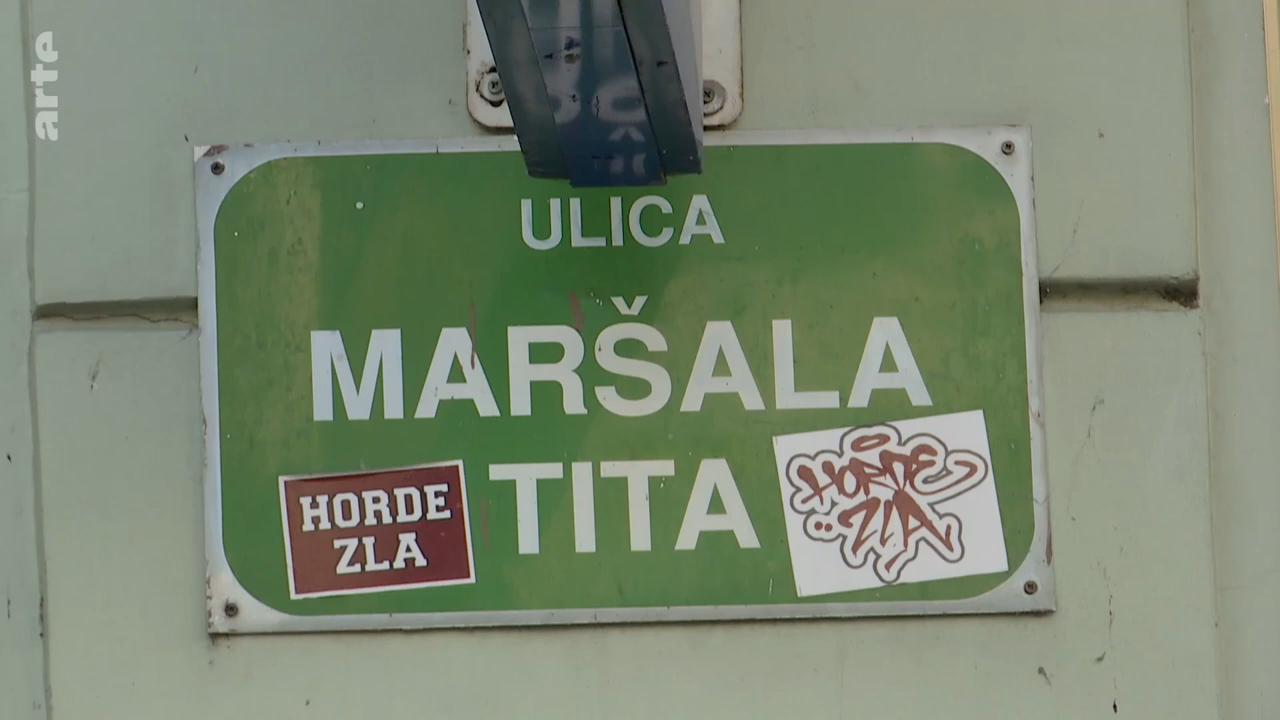 arte
ULICA
MARŠALA
TITA
HORDE
ZLA
HORDE
ZLA